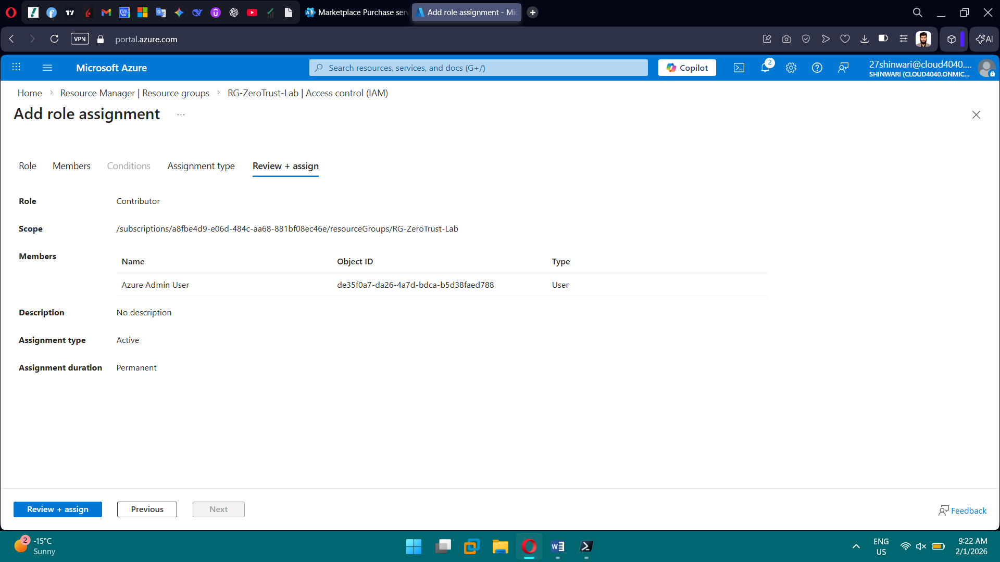 Marketplace Purchase serv
Add role assignment - Mic
VPN
portal.azure.com
AI
Microsoft Azure
Search resources, services, and docs (G+/)
Copilot
2
27shinwari@cloud4040....
SHINWARI (CLOUD4040.ONMIC...
Home
Resource Manager | Resource groups
RG-ZeroTrust-Lab | Access control (IAM)
Add role assignment
...
Role
Members
Conditions
Assignment type
Review + assign
Role
Contributor
Scope
/subscriptions/a8fbe4d9-e06d-484c-aa68-881bf08ec46e/resourceGroups/RG-ZeroTrust-Lab
Members
Name
Object ID
Type
Azure Admin User
de35f0a7-da26-4a7d-bdca-b5d38faed788
User
Description
No description
Assignment type
Active
Assignment duration
Permanent
Review + assign
Previous
Next
Feedback
2
-15°C
Sunny
ENG
US
9:22 AM
2/1/2026